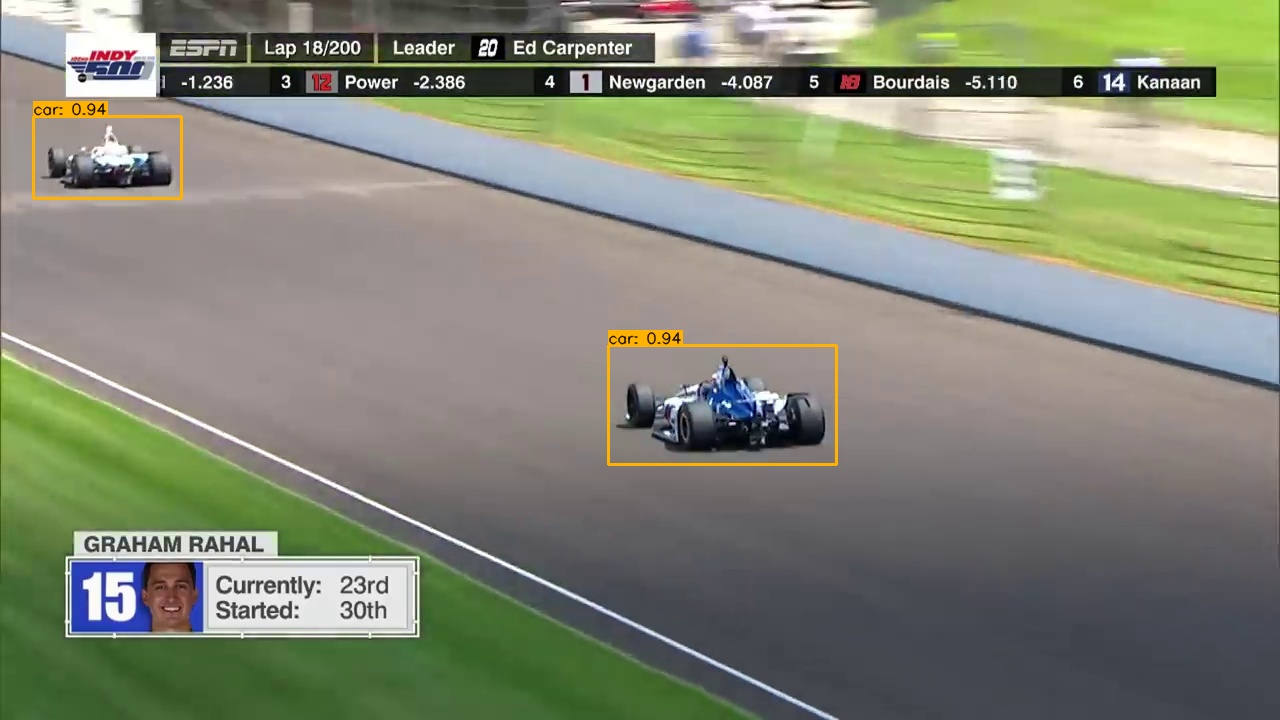 INDY
500
ESPN Lap 18/200 Leader 20 Ed Carpenter
-1.236 3 12 Power -2.386 4 1 Newgarden -4.087 5 18 Bourdais -5.110 6 14 Kanaan
car: 0.94
car: 0.94
GRAHAM RAHAL
15 Currently: 23rd
Started: 30th